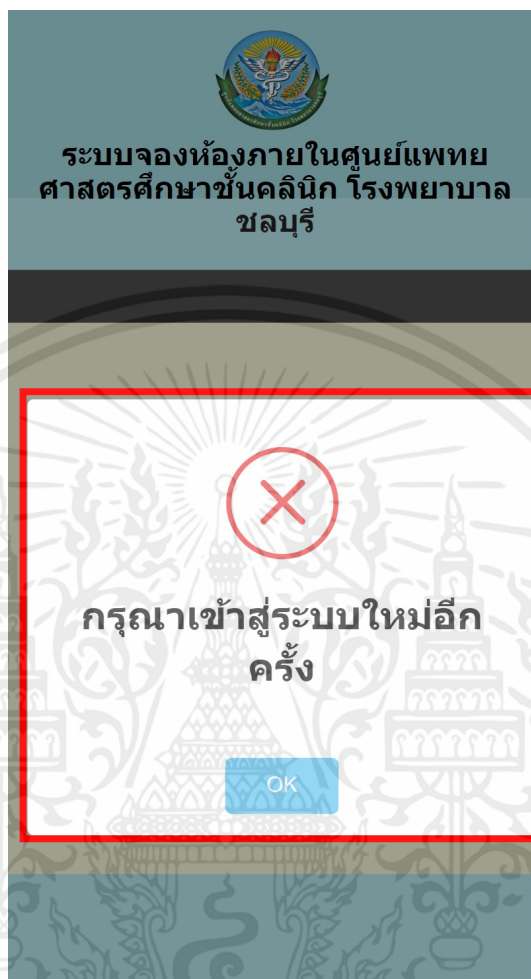 ระบบจองห้องภายในศูนย์แพทย
ศาสตรศึกษาชั้นคลินิก โรงพยาบาล
ชลบุรี
กรุณาเข้าสู่ระบบใหม่อีก
ครั้ง
OK